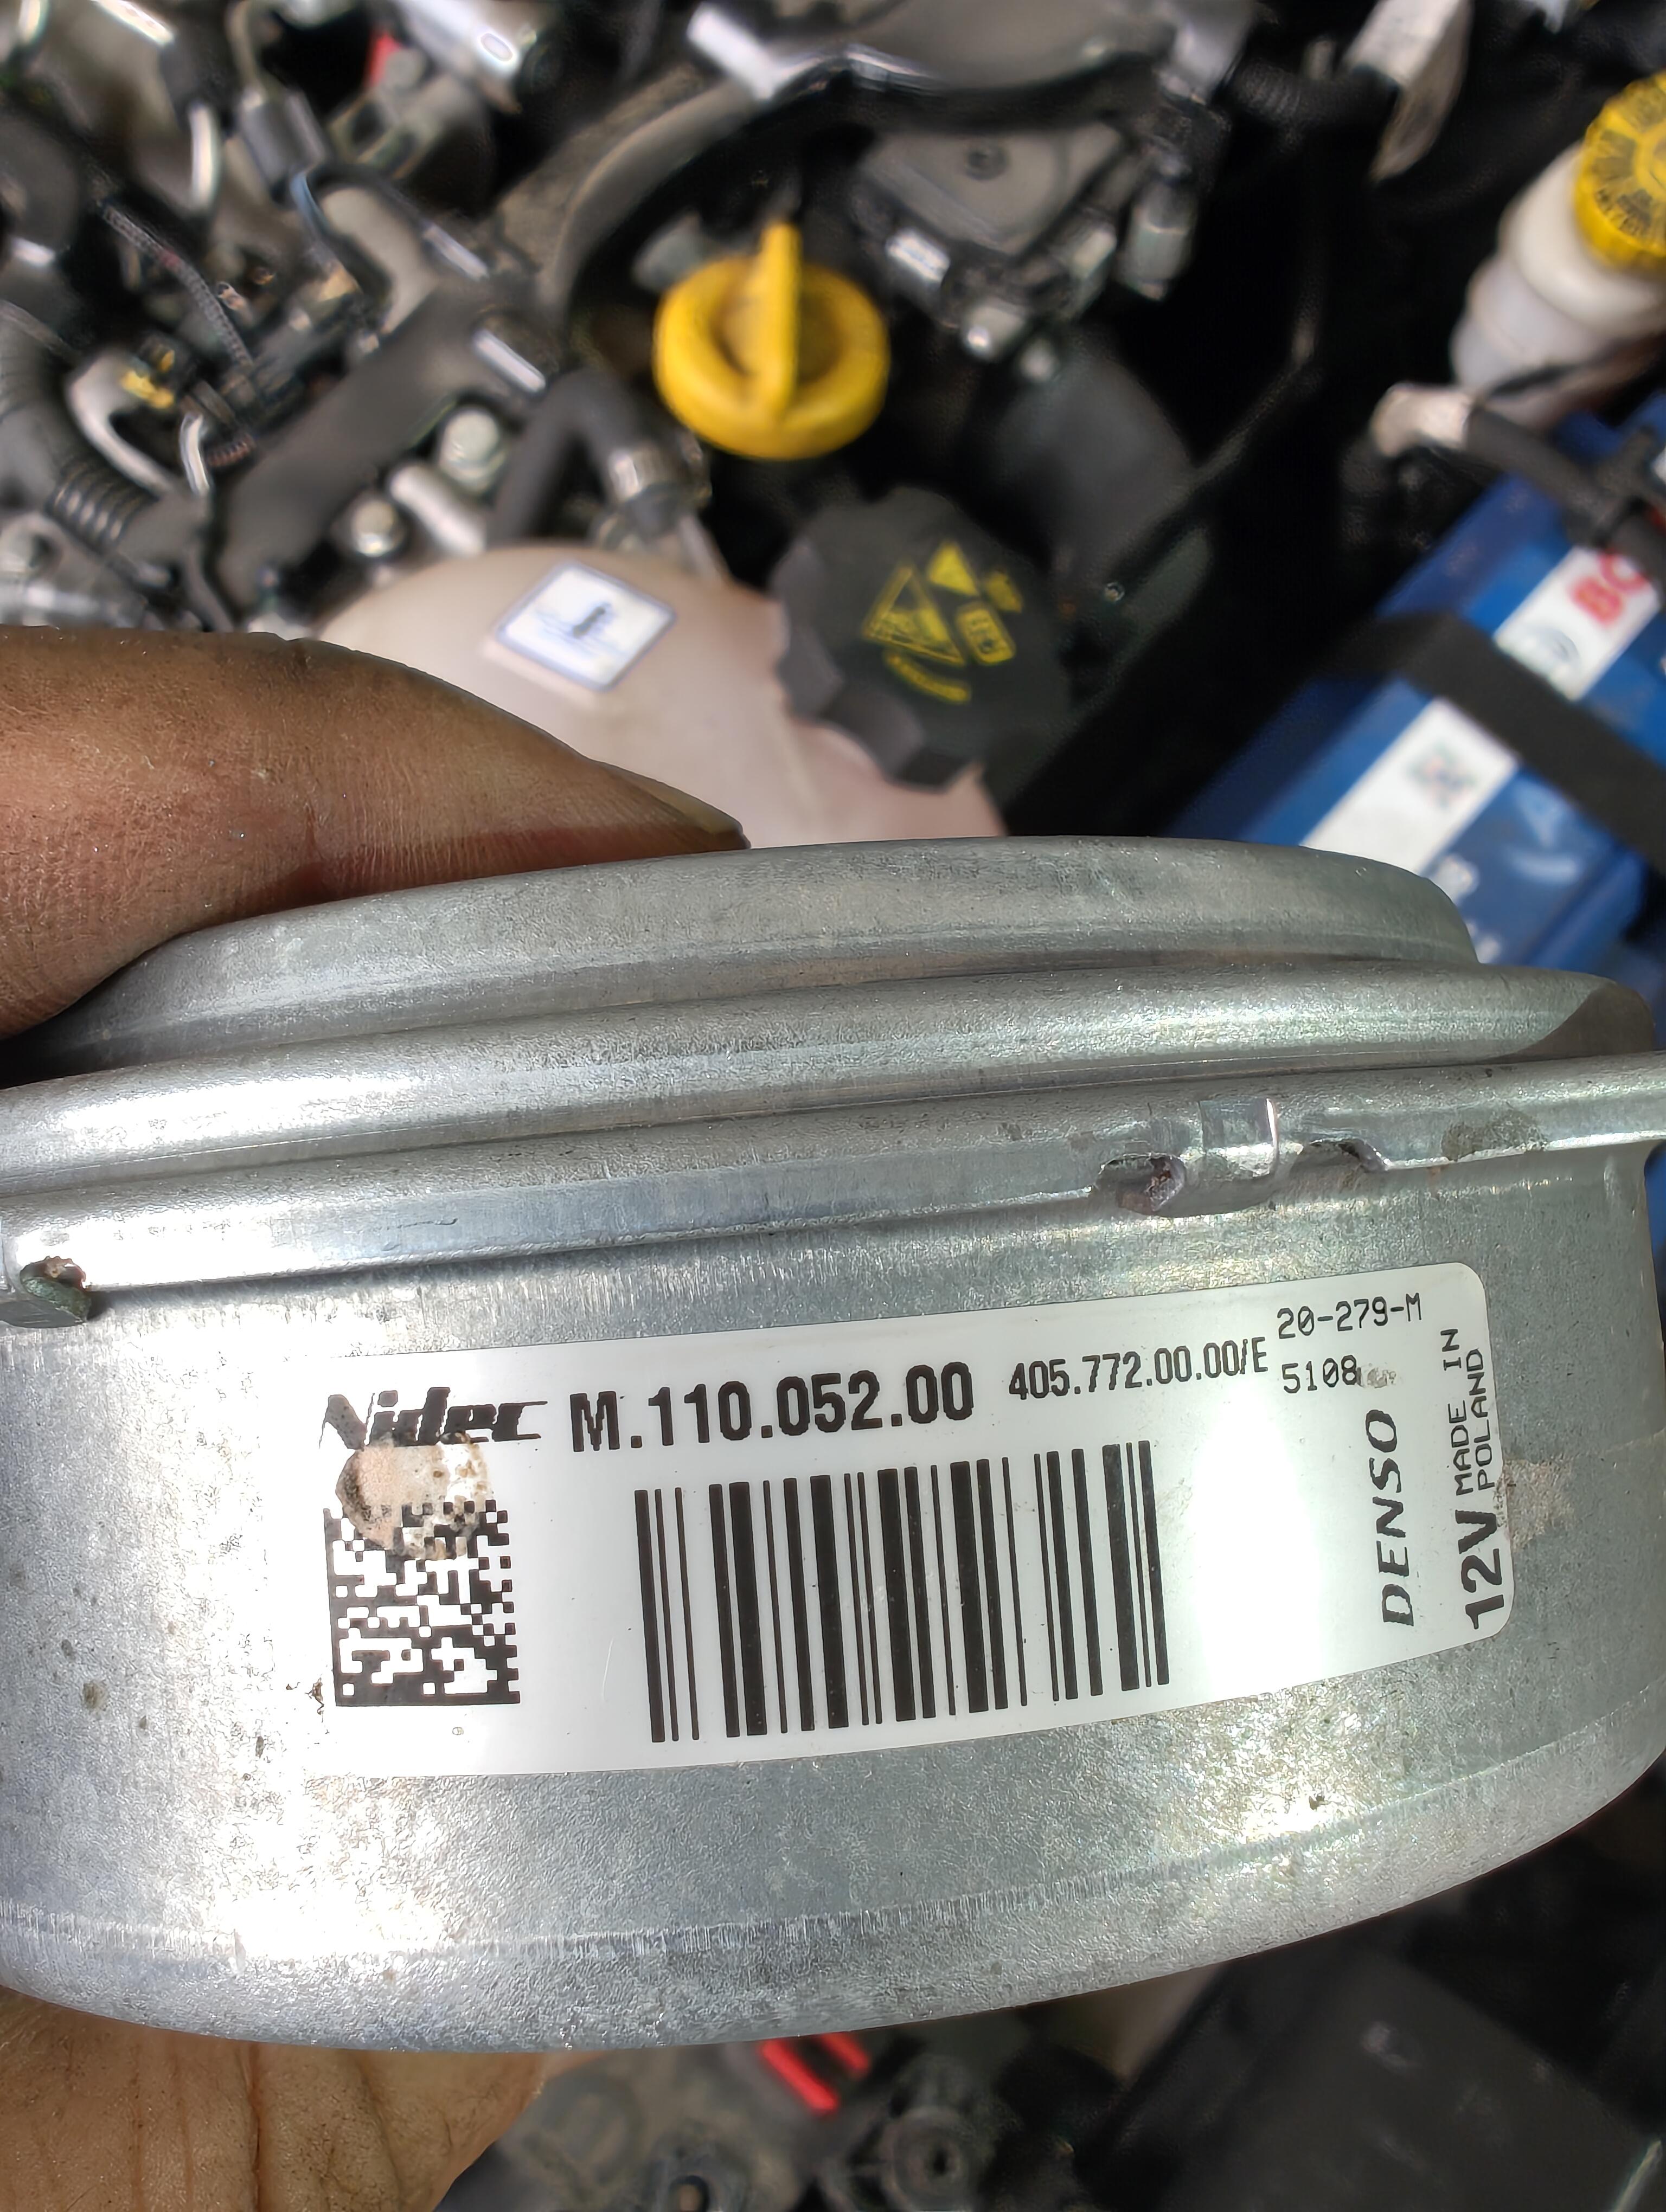 Nidec M.110.052.00 405.772.00.00/E
20-279-M
5108
DENSO
12V
MADE IN
POLAND